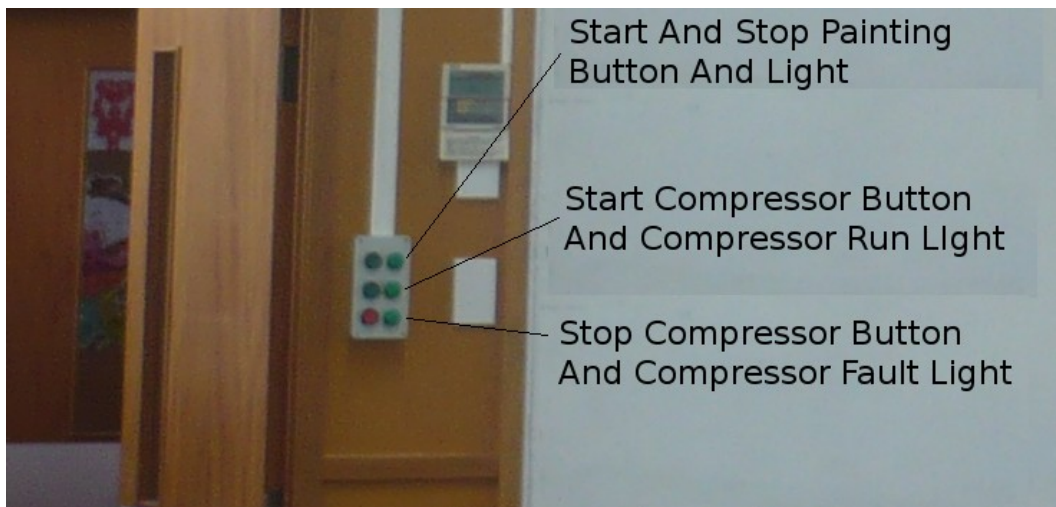 Start And Stop Painting
Button And Light
Start Compressor Button
And Compressor Run LIght
Stop Compressor Button
And Compressor Fault Light